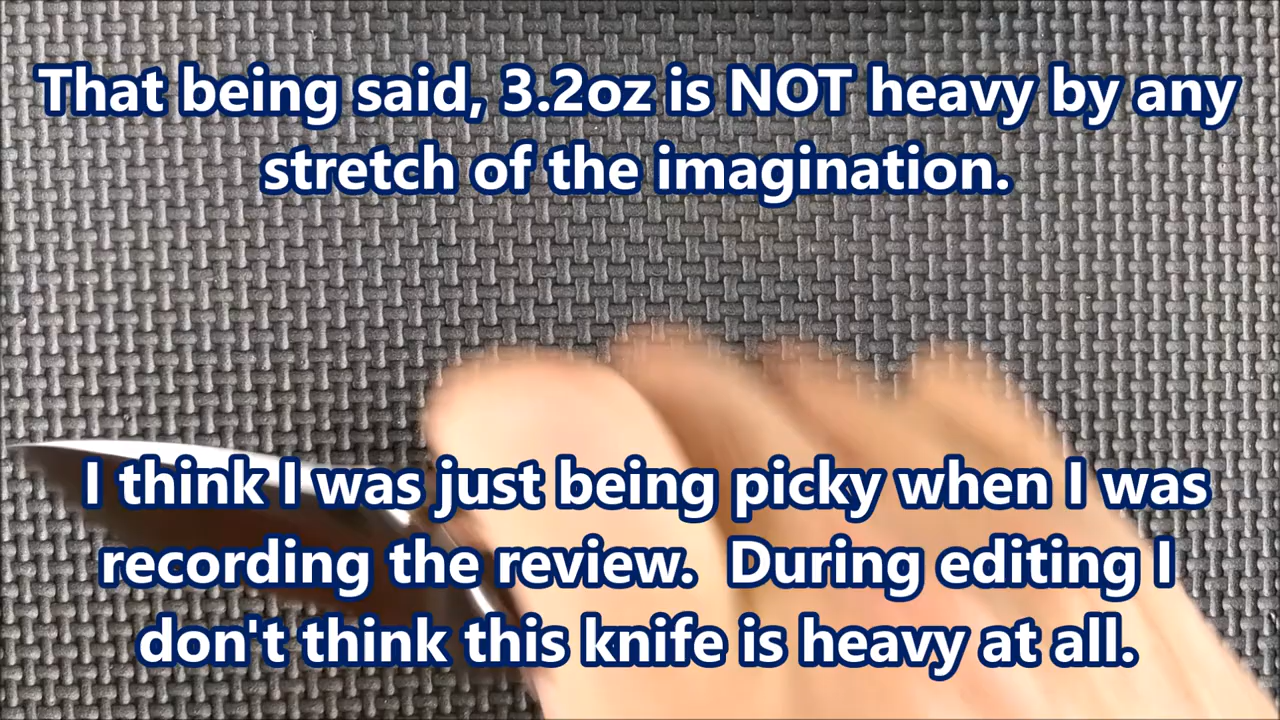 That being said, 3.2oz is NOT heavy by any
stretch of the imagination.
I think I was just being picky when I was
recording the review.  During editing I
don't think this knife is heavy at all.